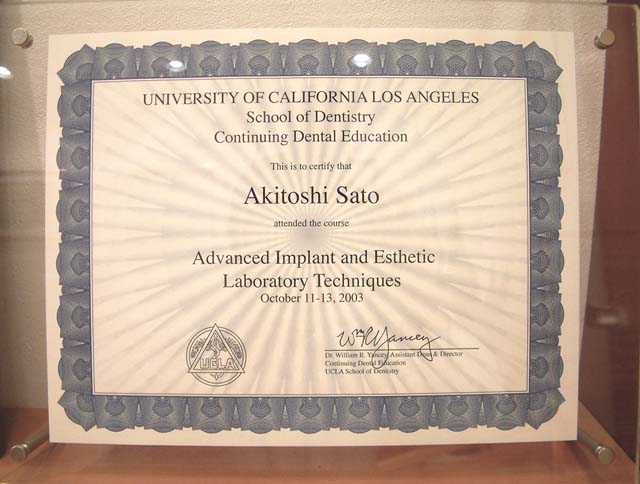 UNIVERSITY OF CALIFORNIA LOS ANGELES
School of Dentistry
Continuing Dental Education
This is to certify that
Akitoshi Sato
attended the course
Advanced Implant and Esthetic
Laboratory Techniques
October 11-13, 2003
Wm R Yancey
Dr. William R. Yancey, Assistant Dean & Director
Continuing Dental Education
UCLA School of Dentistry
UCLA